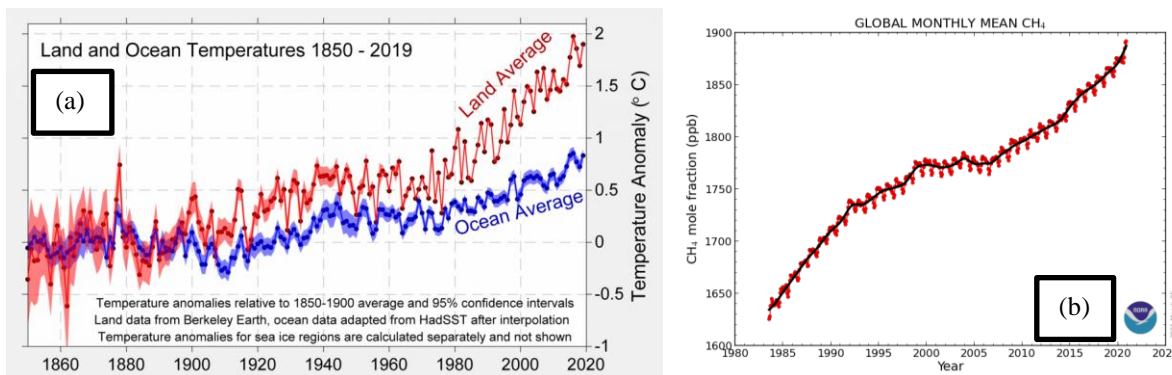 Land and Ocean Temperatures 1850 - 2019
(a)
Land Average
Ocean Average
Temperature anomalies relative to 1850-1900 average and 95% confidence intervals
Land data from Berkeley Earth, ocean data adapted from HadSST after interpolation
Temperature anomalies for sea ice regions are calculated separately and not shown
2
1.5
1
0.5
0
-0.5
-1
Temperature Anomaly (° C)
1860 1880 1900 1920 1940 1960 1980 2000 2020
GLOBAL MONTHLY MEAN CH₄
1900
1850
1800
1750
1700
1650
1600
CH₄ mole fraction (ppb)
(b)
1980 1985 1990 1995 2000 2005 2010 2015 2020
Year